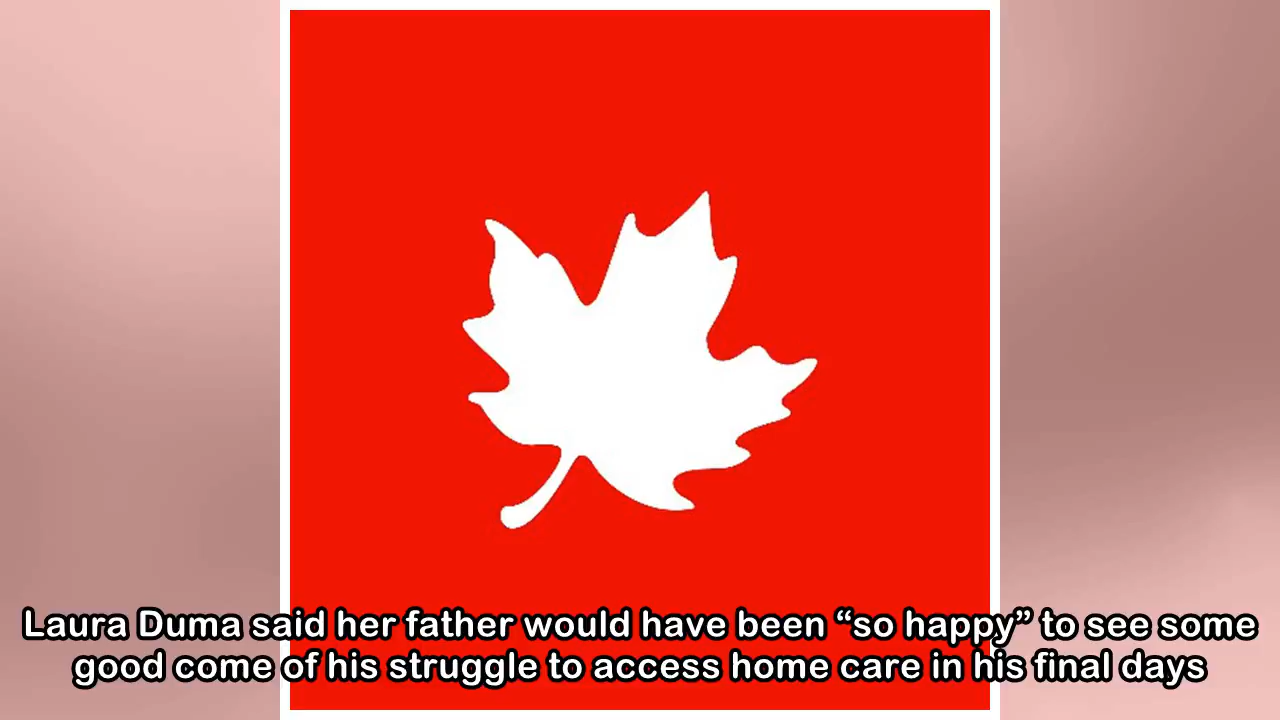 Laura Duma said her father would have been “so happy” to see some
good come of his struggle to access home care in his final days